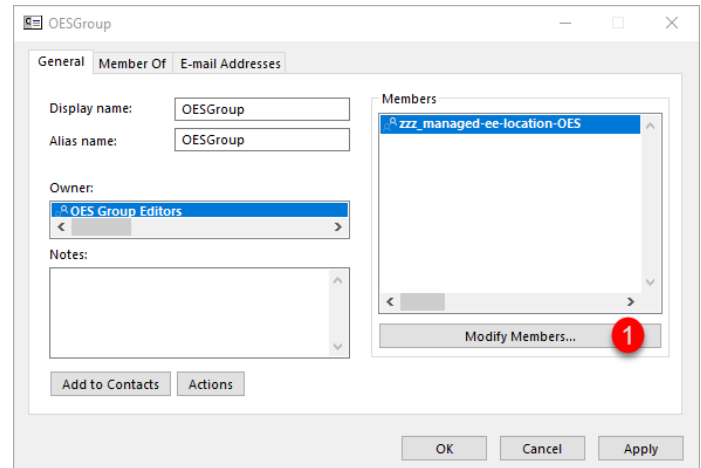 OESGroup
General Member Of E-mail Addresses
Display name: OESGroup
Alias name: OESGroup
Owner:
OES Group Editors
Notes:
Add to Contacts Actions
Members
zzz_managed-ee-location-OES
Modify Members... 1
OK Cancel Apply